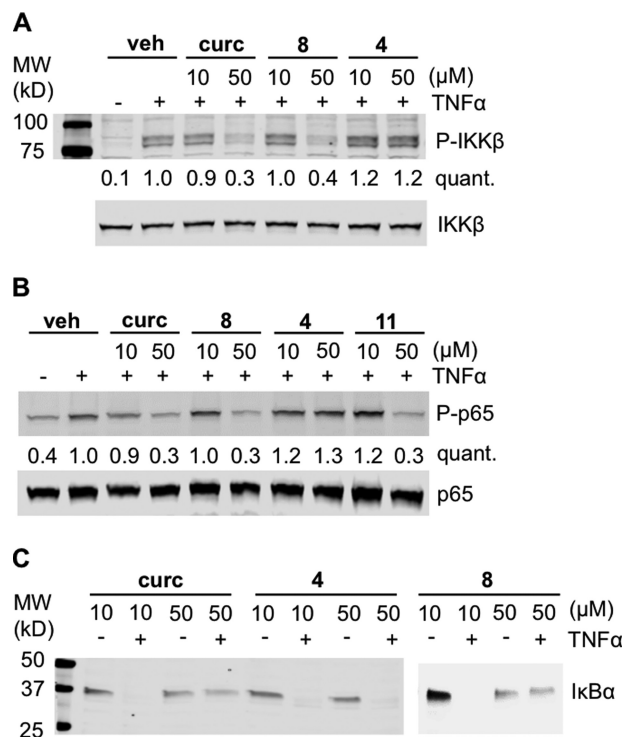 A
veh curc 8 4
MW
(kD)
10 50 10 50 10 50 (μM)
- + + + + + + + TNFα
100
75
P-IKKβ
0.1 1.0 0.9 0.3 1.0 0.4 1.2 1.2 quant.
IKKβ
B
veh curc 8 4 11
10 50 10 50 10 50 10 50 (μM)
- + + + + + + + + + TNFα
P-p65
0.4 1.0 0.9 0.3 1.0 0.3 1.2 1.3 1.2 0.3 quant.
p65
C
curc 4 8
MW
(kD)
10 10 50 50 10 10 50 50 10 10 50 50 (μM)
- + - + - + - + - + - + TNFα
50
37
25
IκBα